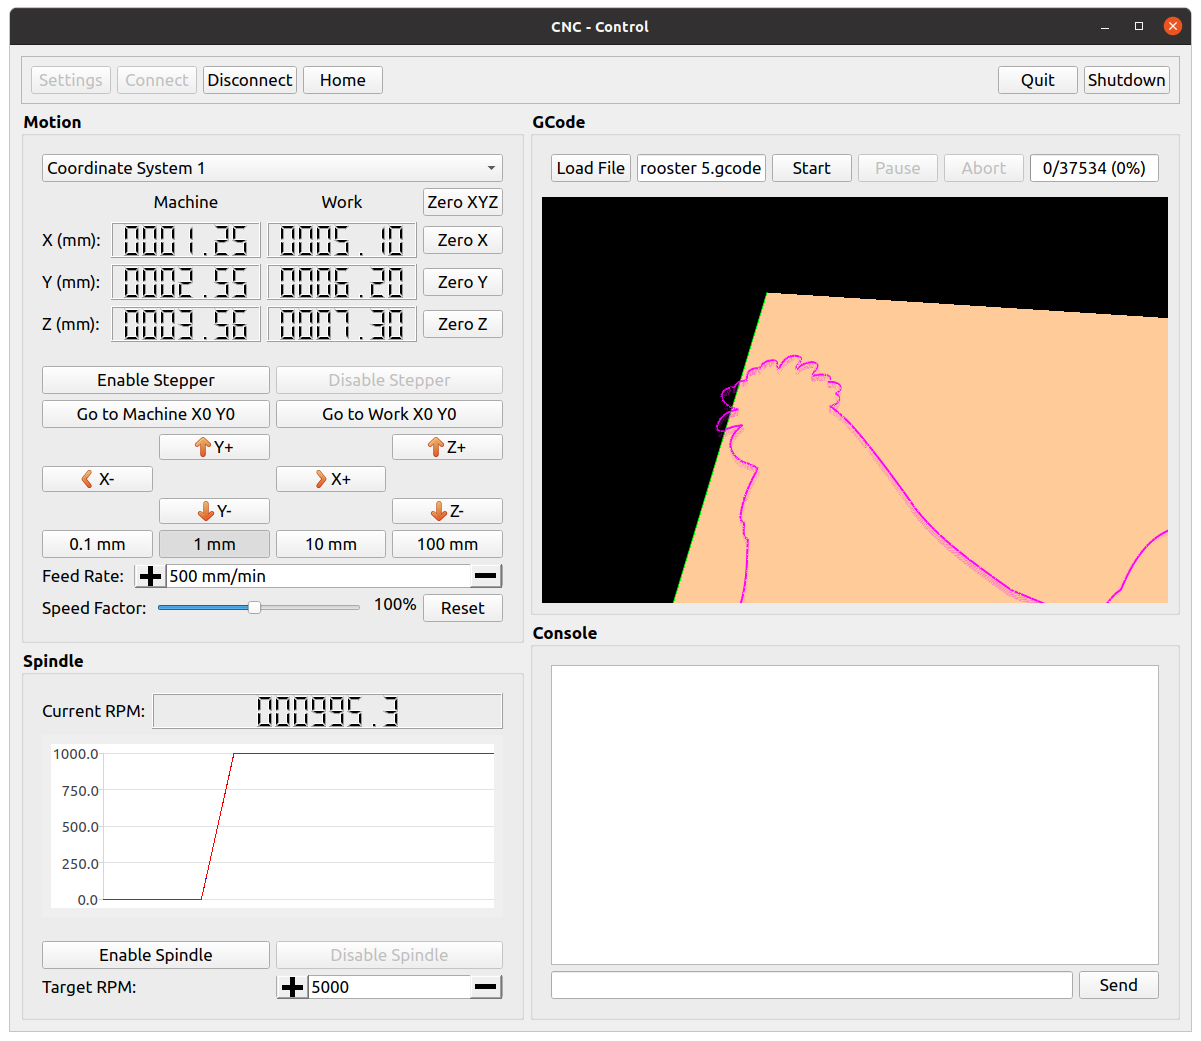 CNC - Control
Settings Connect Disconnect Home Quit Shutdown
Motion
Coordinate System 1
Machine Work Zero XYZ
X (mm): 0001.25 0005.10 Zero X
Y (mm): 0002.55 0006.20 Zero Y
Z (mm): 0003.56 0007.30 Zero Z
Enable Stepper Disable Stepper
Go to Machine X0 Y0 Go to Work X0 Y0
Y+ Z+
X- X+
Y- Z-
0.1 mm 1 mm 10 mm 100 mm
Feed Rate: 500 mm/min
Speed Factor: 100% Reset
Spindle
Current RPM: 000995.3
1000.0
750.0
500.0
250.0
0.0
Enable Spindle Disable Spindle
Target RPM: 5000
GCode
Load File rooster 5.gcode Start Pause Abort 0/37534 (0%)
Console
Send